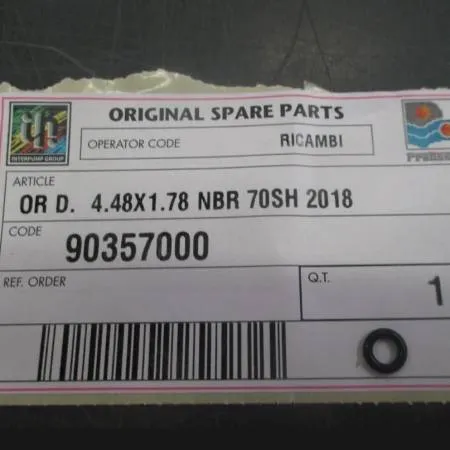 ORIGINAL SPARE PARTS
INTERPUMP GROUP
OPERATOR CODE RICAMBI
ARTICLE
OR D. 4.48X1.78 NBR 70SH 2018
CODE
90357000
REF. ORDER
Q.T.
1